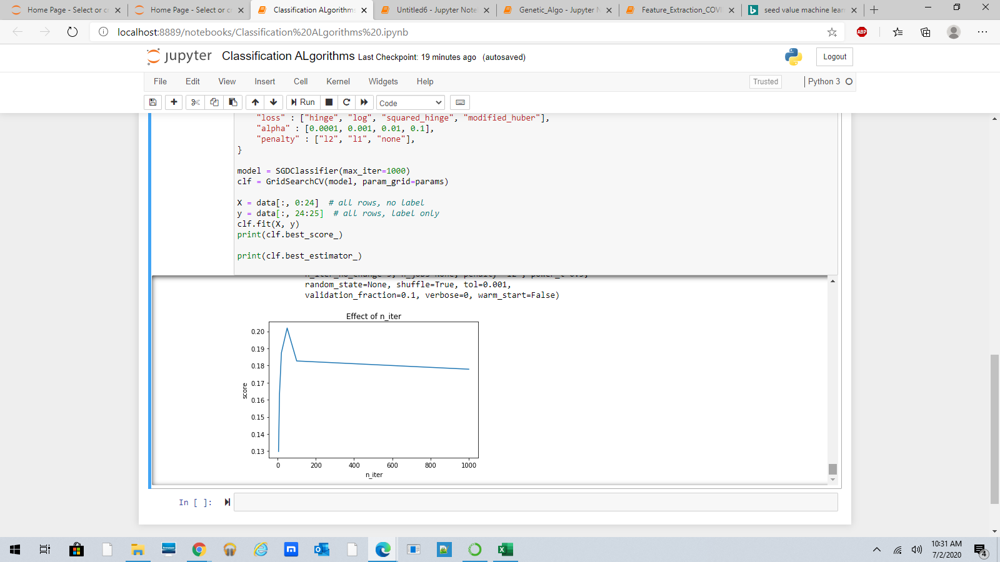 Home Page - Select or cr
Home Page - Select or cr
Classification ALgorithms
Untitled6 - Jupyter Note
Genetic_Algo - Jupyter N
Feature_Extraction_COVI
seed value machine lear
localhost:8889/notebooks/Classification%20ALgorithms%20.ipynb
ABP
jupyter Classification ALgorithms Last Checkpoint: 19 minutes ago (autosaved)
Logout
File Edit View Insert Cell Kernel Widgets Help
Trusted
Python 3
Run
Code
"loss" : ["hinge", "log", "squared_hinge", "modified_huber"],
"alpha" : [0.0001, 0.001, 0.01, 0.1],
"penalty" : ["l2", "l1", "none"],
}
model = SGDClassifier(max_iter=1000)
clf = GridSearchCV(model, param_grid=params)
X = data[:, 0:24]  # all rows, no label
y = data[:, 24:25]  # all rows, label only
clf.fit(X, y)
print(clf.best_score_)
print(clf.best_estimator_)
random_state=None, shuffle=True, tol=0.001,
validation_fraction=0.1, verbose=0, warm_start=False)
Effect of n_iter
0.20
0.19
0.18
0.17
0.16
0.15
0.14
0.13
score
0 200 400 600 800 1000
n_iter
In [ ]:
10:31 AM
7/2/2020
4